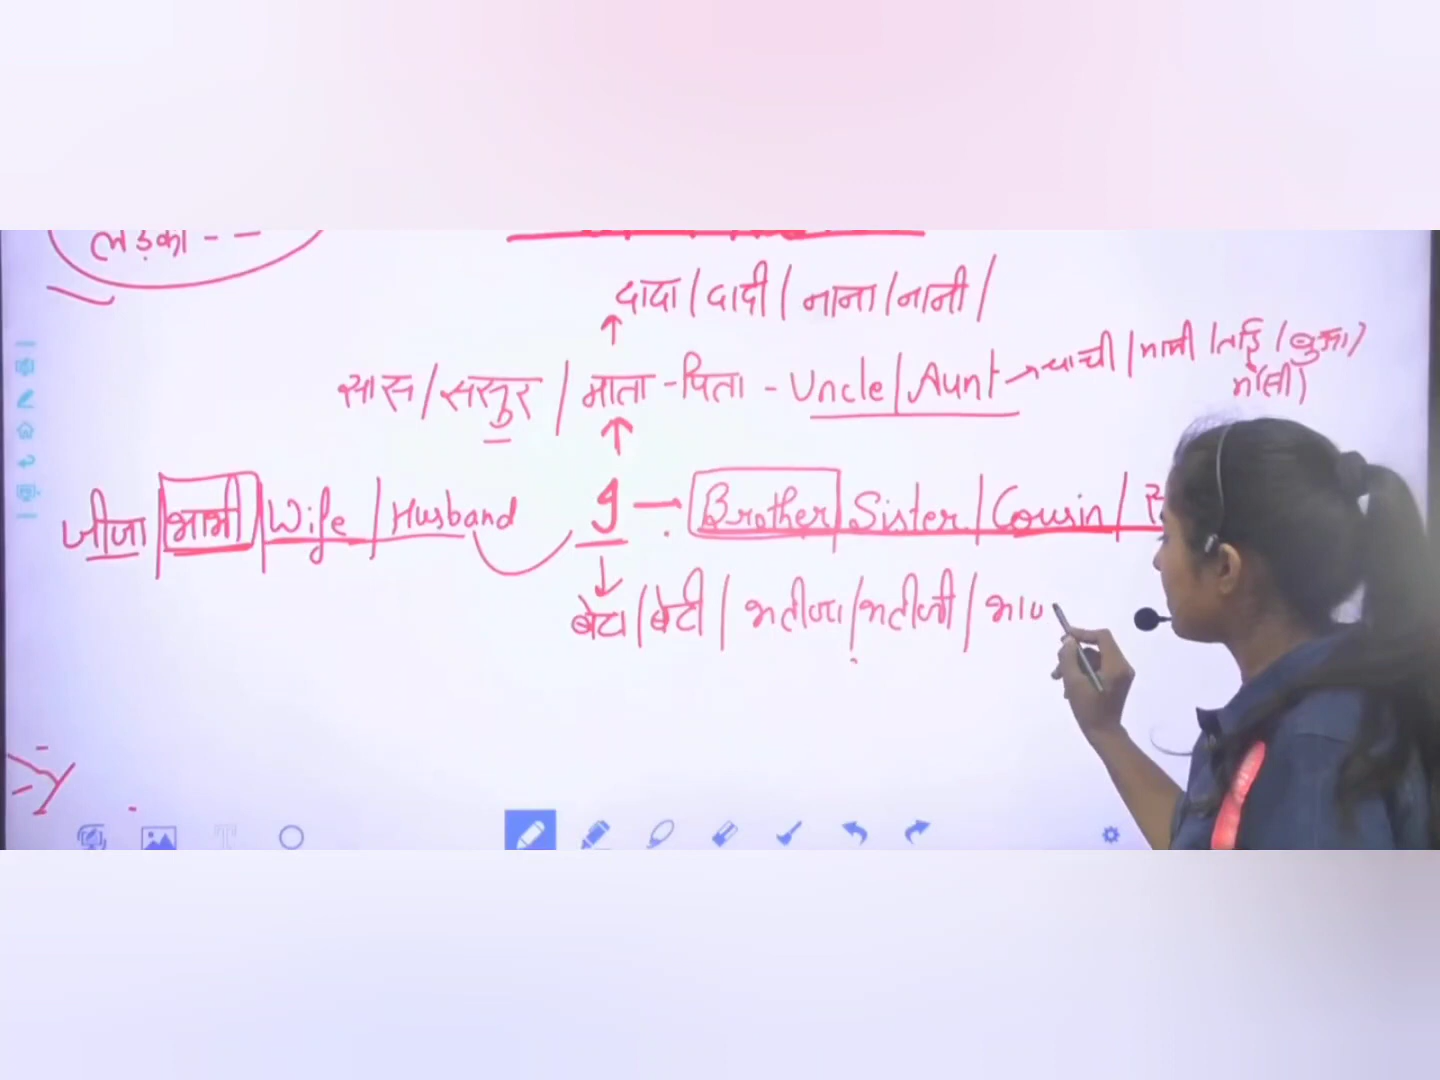 लड़का - -
दादा / दादी / नाना / नानी /
सास / ससुर / माता - पिता - Uncle / Aunt → चाची / मामी / ताई / बुआ /
मौसी)
जीजा / भाभी / Wife / Husband I → Brother / Sister / Cousin /
बेटा / बेटी / भतीजा / भतीजी /